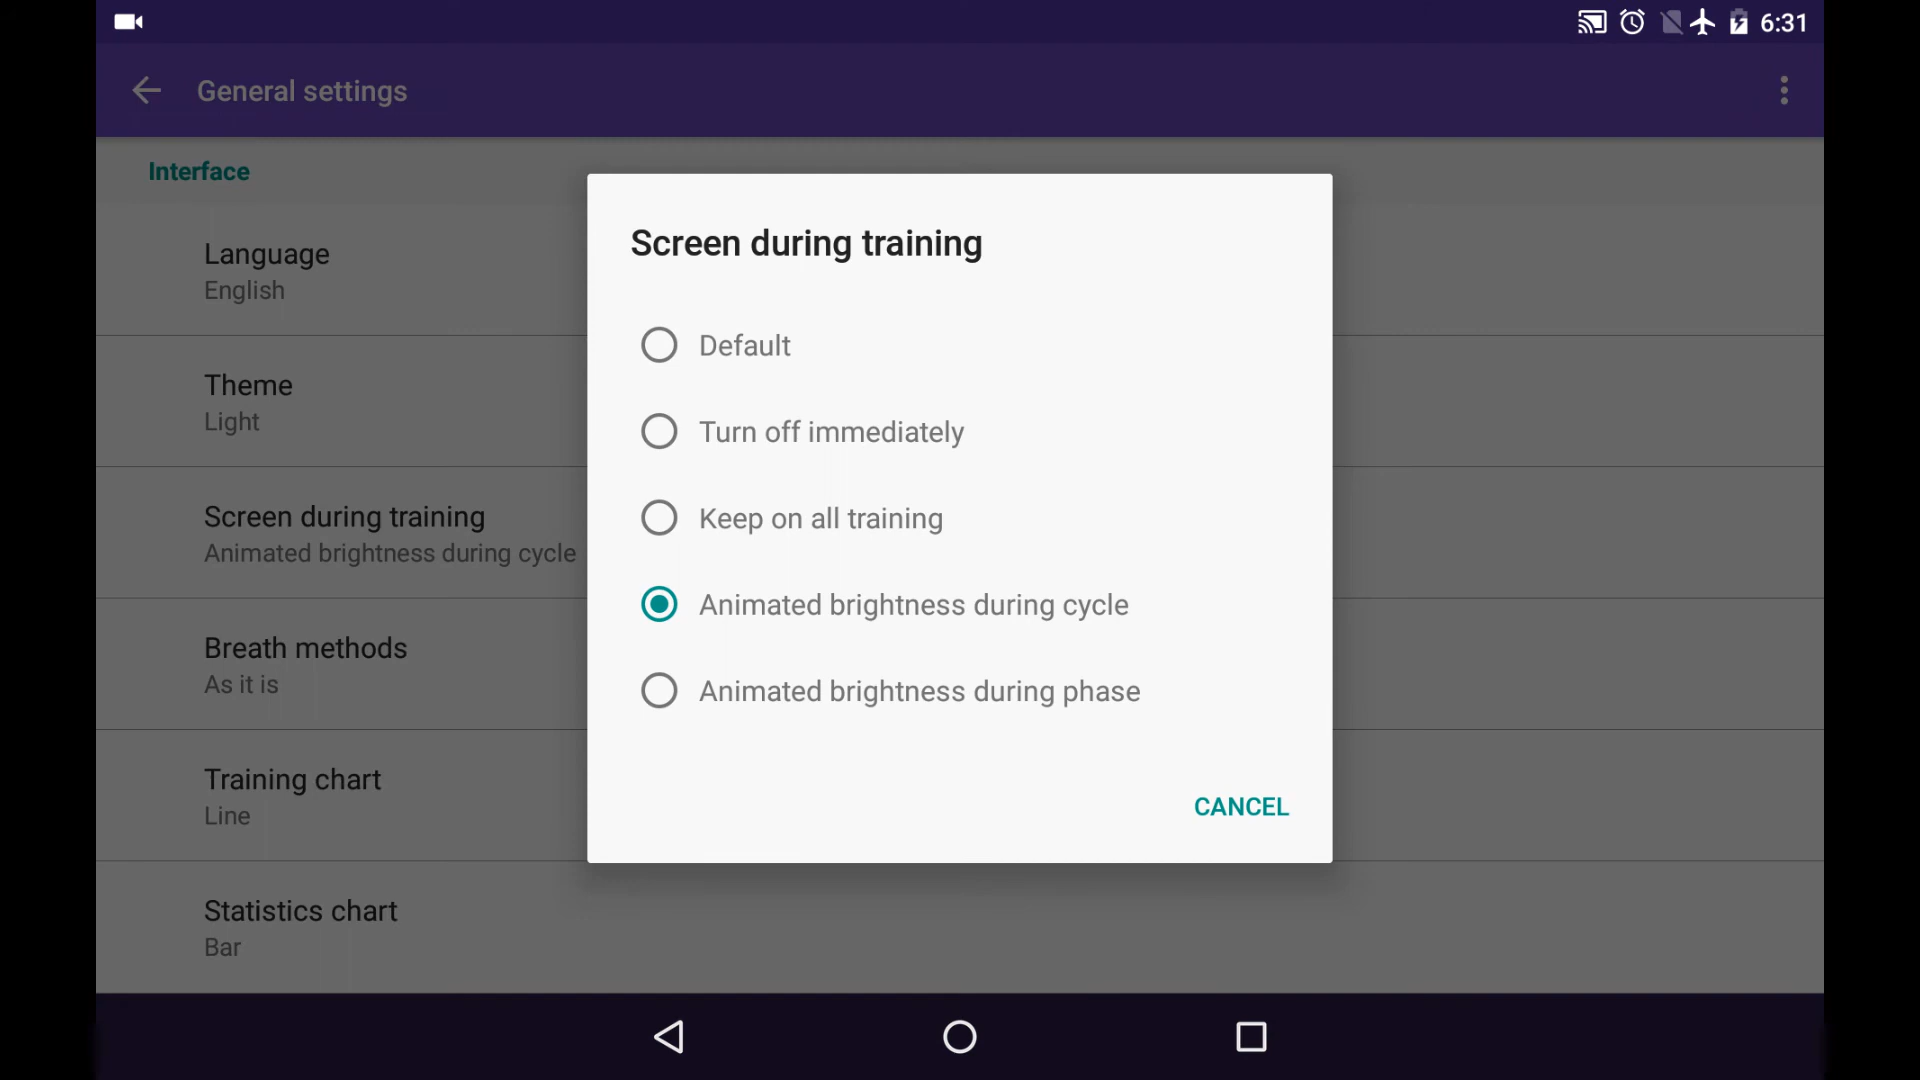 6:31
General settings
Interface
Language
English
Theme
Light
Screen during training
Animated brightness during cycle
Breath methods
As it is
Training chart
Line
Statistics chart
Bar
Screen during training
Default
Turn off immediately
Keep on all training
Animated brightness during cycle
Animated brightness during phase
CANCEL